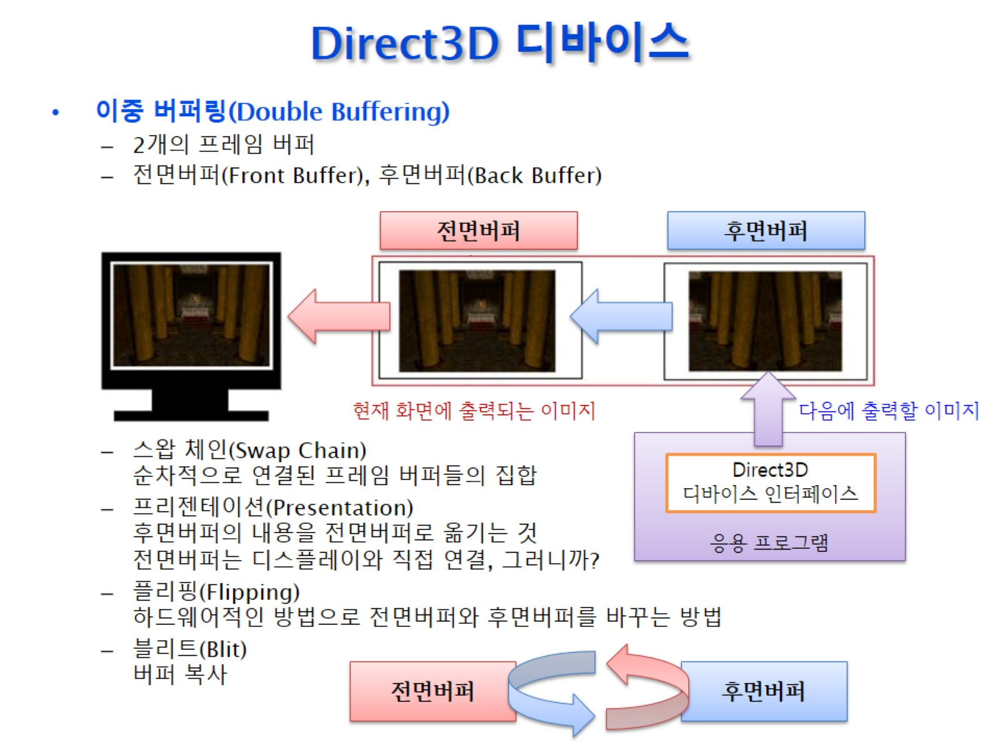 Direct3D 디바이스
• 이중 버퍼링(Double Buffering)
– 2개의 프레임 버퍼
– 전면버퍼(Front Buffer), 후면버퍼(Back Buffer)
전면버퍼
후면버퍼
현재 화면에 출력되는 이미지
다음에 출력할 이미지
Direct3D
디바이스 인터페이스
응용 프로그램
– 스왑 체인(Swap Chain)
순차적으로 연결된 프레임 버퍼들의 집합
– 프리젠테이션(Presentation)
후면버퍼의 내용을 전면버퍼로 옮기는 것
전면버퍼는 디스플레이와 직접 연결, 그러니까?
– 플리핑(Flipping)
하드웨어적인 방법으로 전면버퍼와 후면버퍼를 바꾸는 방법
– 블리트(Blit)
버퍼 복사
전면버퍼
후면버퍼